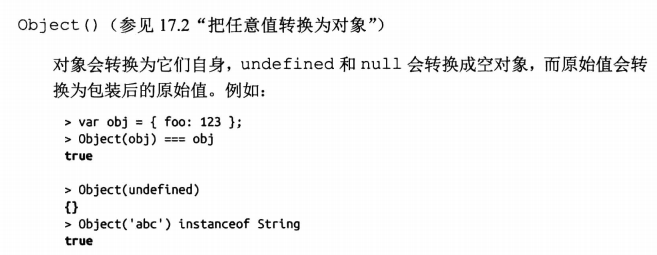 Object()（参见 17.2“把任意值转换为对象”）
对象会转换为它们自身，undefined 和 null 会转换成空对象，而原始值会转
换为包装后的原始值。例如：
> var obj = { foo: 123 };
> Object(obj) === obj
true
> Object(undefined)
{}
> Object('abc') instanceof String
true